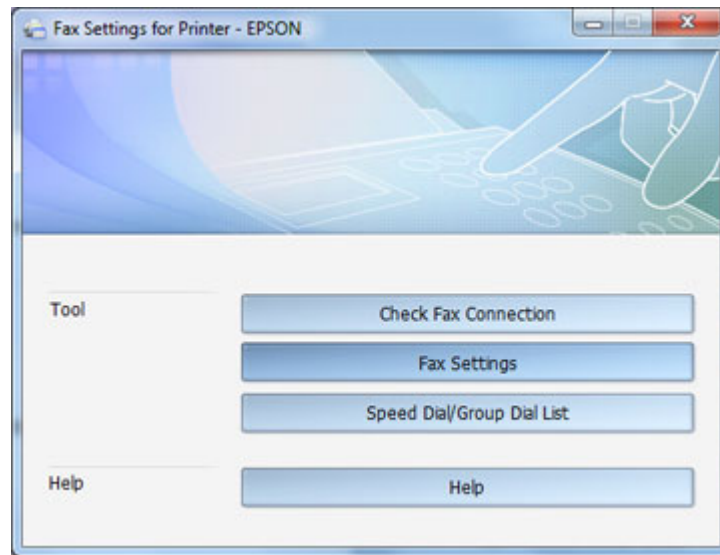 Fax Settings for Printer - EPSON
Tool
Check Fax Connection
Fax Settings
Speed Dial/Group Dial List
Help
Help